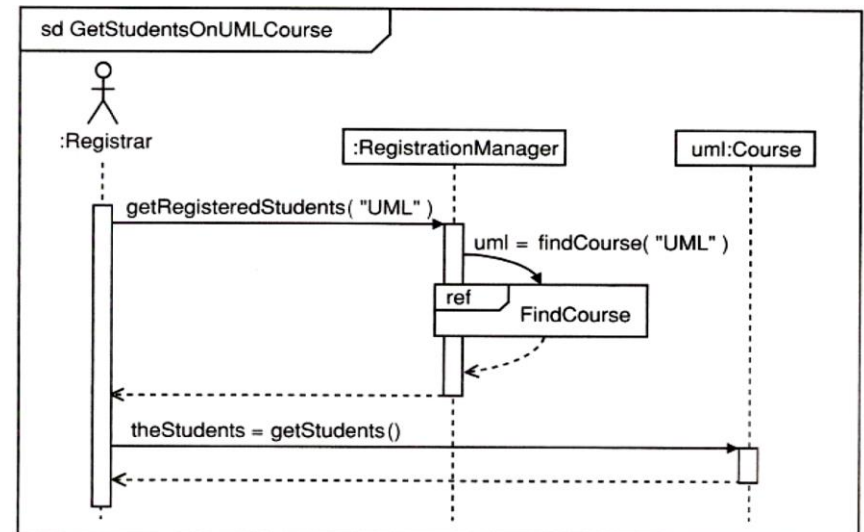 sd GetStudentsOnUMLCourse
:Registrar
:RegistrationManager
uml:Course
getRegisteredStudents( "UML" )
uml = findCourse( "UML" )
ref
FindCourse
theStudents = getStudents()